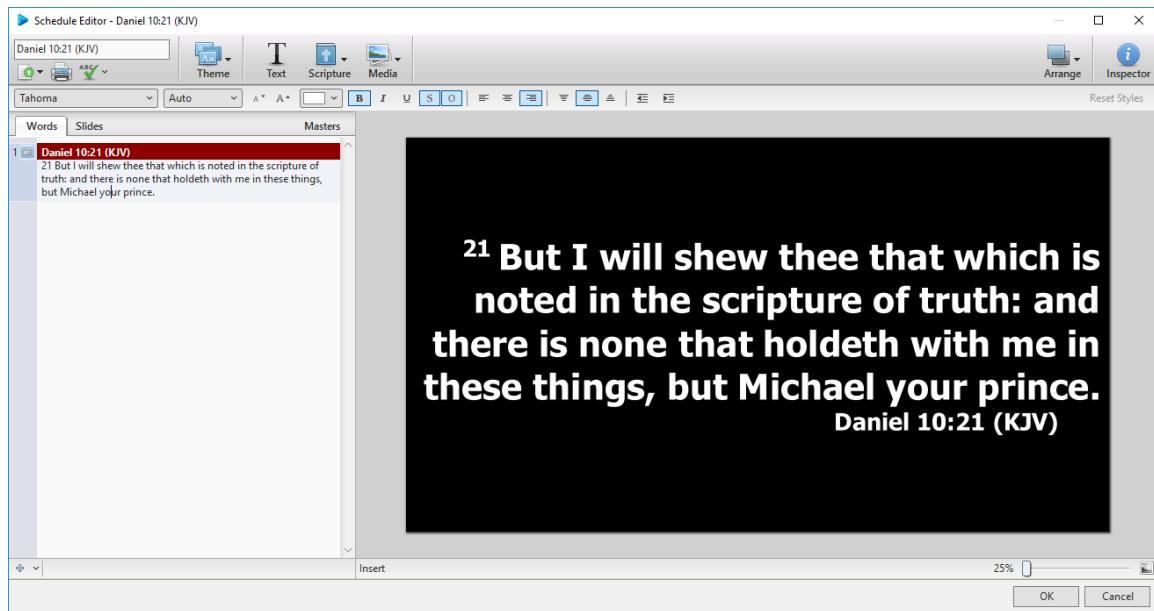 Schedule Editor - Daniel 10:21 (KJV)
Daniel 10:21 (KJV)
ABC
Aa
Theme
T
Text
Scripture
Media
Arrange
i
Inspector
Tahoma
Auto
A A
B I U S O
Reset Styles
Words Slides Masters
1 Daniel 10:21 (KJV)
21 But I will shew thee that which is noted in the scripture of
truth: and there is none that holdeth with me in these things,
but Michael your prince.
21 But I will shew thee that which is
noted in the scripture of truth: and
there is none that holdeth with me in
these things, but Michael your prince.
Daniel 10:21 (KJV)
Insert
25%
OK Cancel